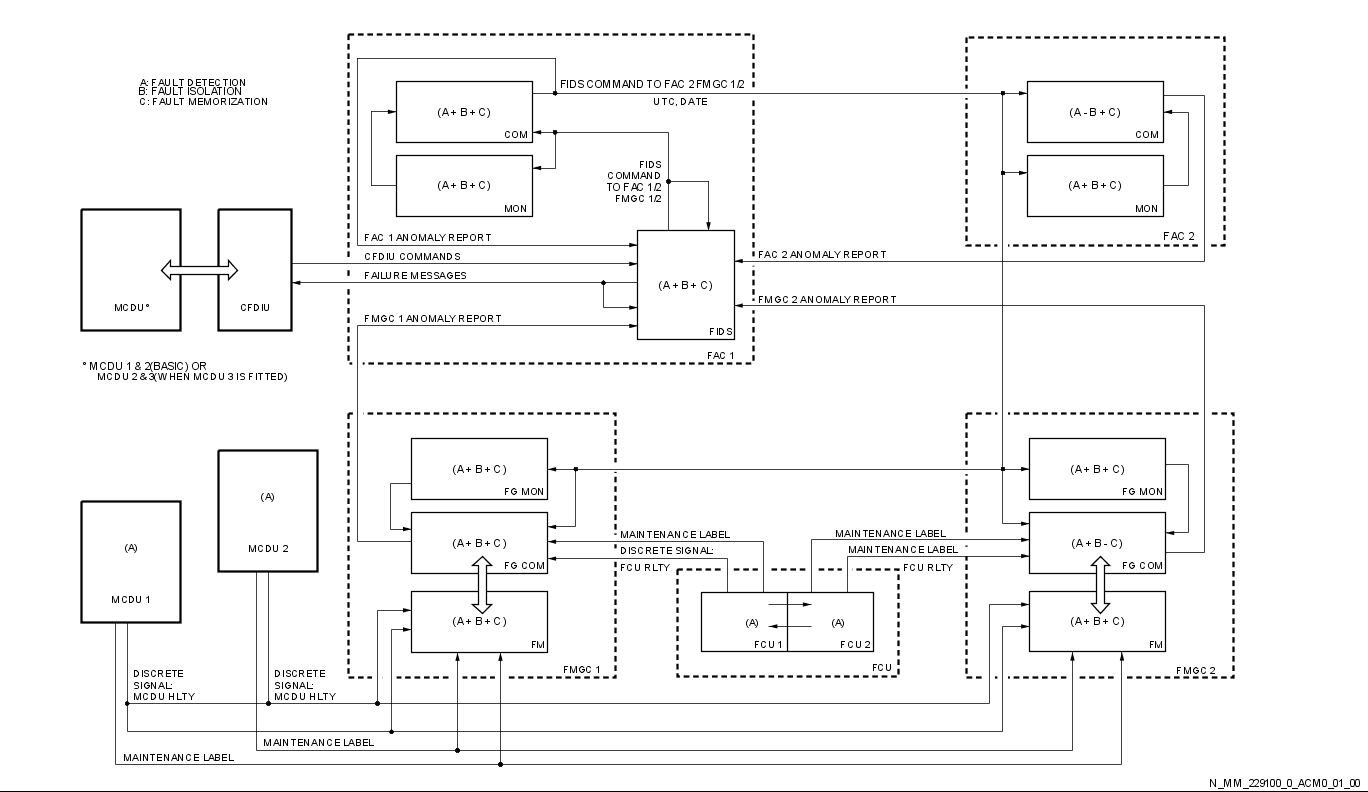 A: FAULT DETECTION
B: FAULT ISOLATION
C: FAULT MEMORIZATION
FIDS COMMAND TO FAC 2 FMGC 1/2
UTC, DATE
(A + B + C)
COM
(A + B + C)
MON
FIDS
COMMAND
TO FAC 1/2
FMGC 1/2
(A - B + C)
COM
(A + B + C)
MON
FAC 2
FAC 1 ANOMALY REPORT
CFDIU COMMANDS
FAILURE MESSAGES
FMGC 1 ANOMALY REPORT
(A + B + C)
FIDS
FAC 1
FAC 2 ANOMALY REPORT
FMGC 2 ANOMALY REPORT
MCDU*
CFDIU
* MCDU 1 & 2(BASIC) OR
MCDU 2 &3(WHEN MCDU 3 IS FITTED)
(A)
MCDU 2
(A)
MCDU 1
(A + B + C)
FG MON
(A + B + C)
FG COM
(A + B + C)
FM
FMGC 1
MAINTENANCE LABEL
DISCRETE SIGNAL:
FCU RLTY
MAINTENANCE LABEL
MAINTENANCE LABEL
FCU RLTY
(A)
FCU 1
(A)
FCU 2
FCU
(A + B + C)
FG MON
(A + B - C)
FG COM
(A + B + C)
FM
FMGC 2
DISCRETE
SIGNAL:
MCDU HLTY
DISCRETE
SIGNAL:
MCDU HLTY
MAINTENANCE LABEL
MAINTENANCE LABEL
N_MM_229100_0_ACM0_01_00